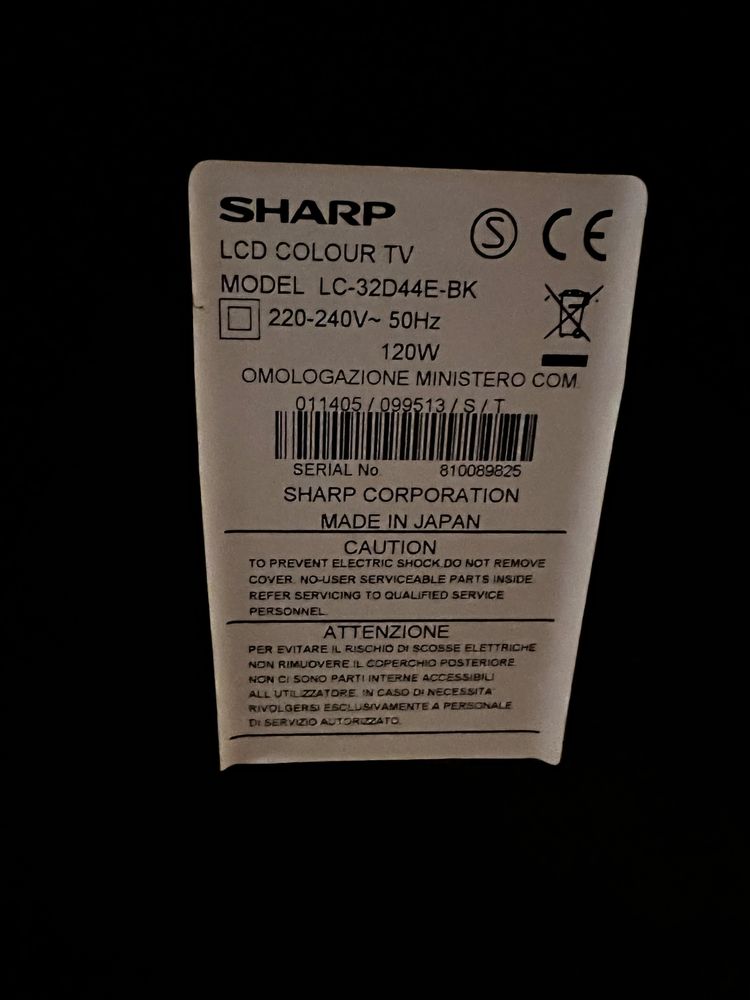 SHARP
LCD COLOUR TV
MODEL LC-32D44E-BK
220-240V~ 50Hz
120W
S CE
OMOLOGAZIONE MINISTERO COM
011405 / 099513 / S / T
SERIAL No. 810089825
SHARP CORPORATION
MADE IN JAPAN
CAUTION
TO PREVENT ELECTRIC SHOCK,DO NOT REMOVE
COVER. NO-USER SERVICEABLE PARTS INSIDE.
REFER SERVICING TO QUALIFIED SERVICE
PERSONNEL.
ATTENZIONE
PER EVITARE IL RISCHIO DI SCOSSE ELETTRICHE
NON RIMUOVERE IL COPERCHIO POSTERIORE.
NON CI SONO PARTI INTERNE ACCESSIBILI
ALL UTILIZZATORE. IN CASO DI NECESSITA'
RIVOLGERSI ESCLUSIVAMENTE A PERSONALE
DI SERVIZIO AUTORIZZATO.